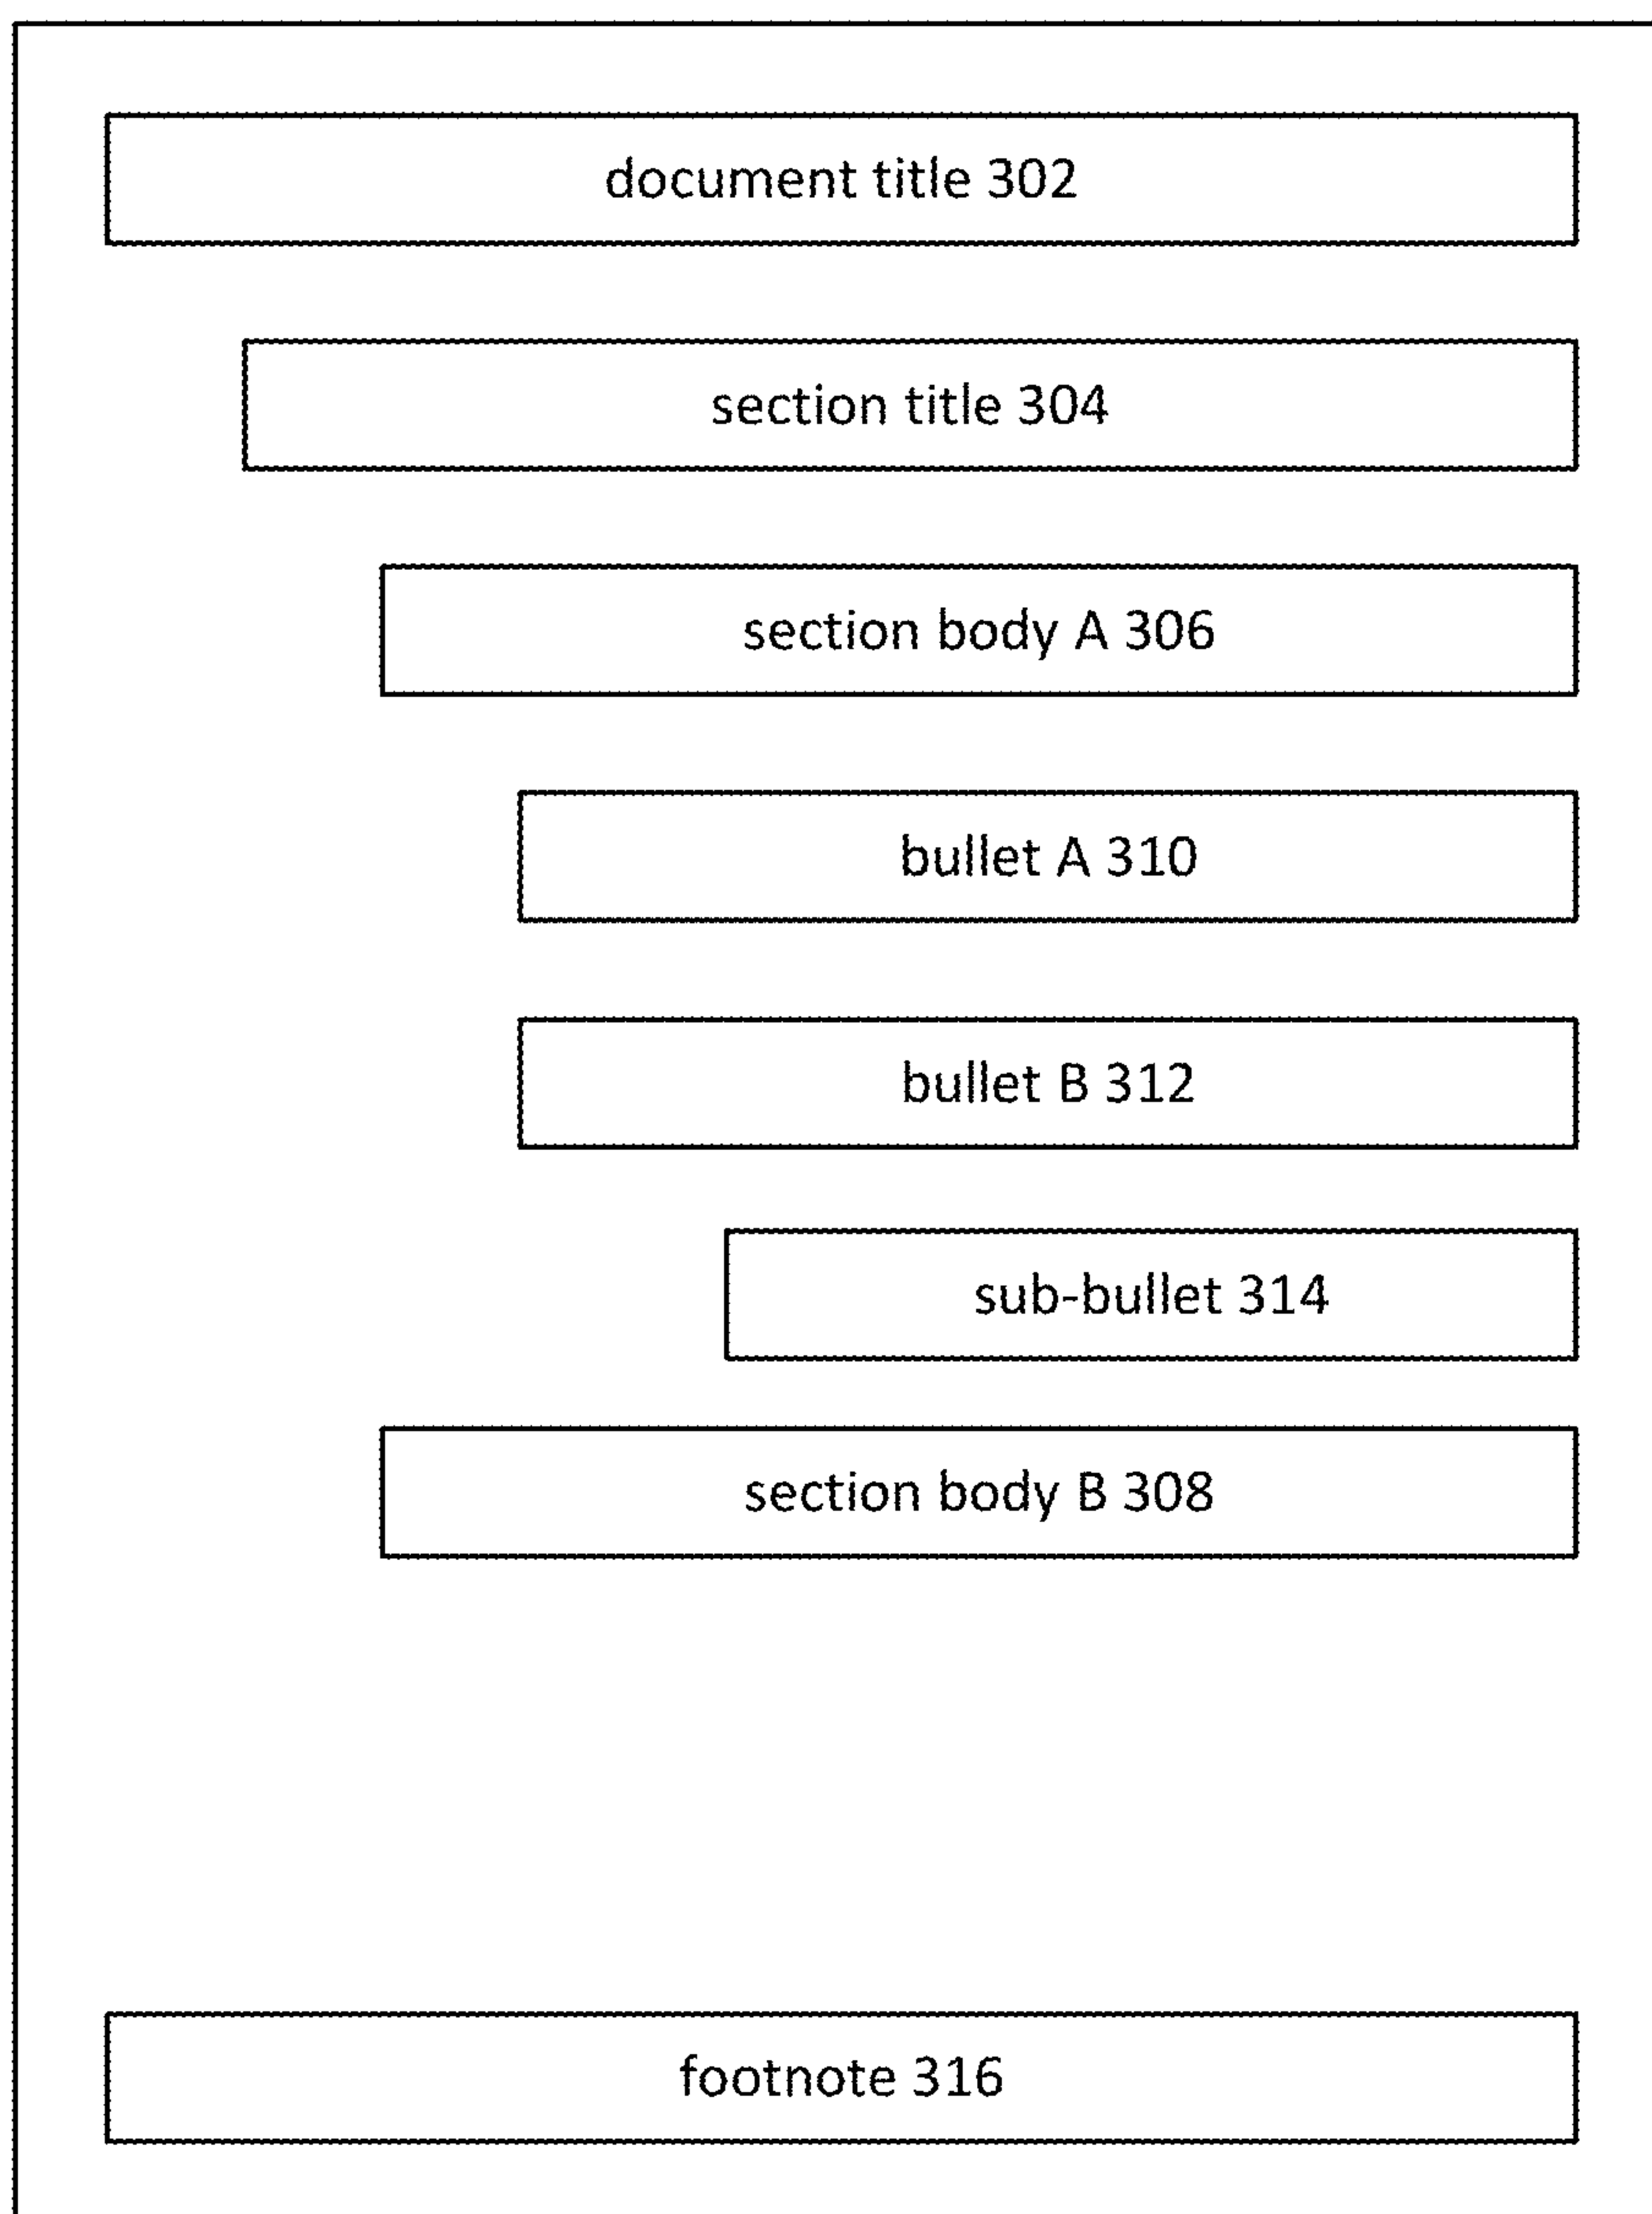 document title 302
section title 304
section body A 306
bullet A 310
bullet B 312
sub-bullet 314
section body B 308
footnote 316